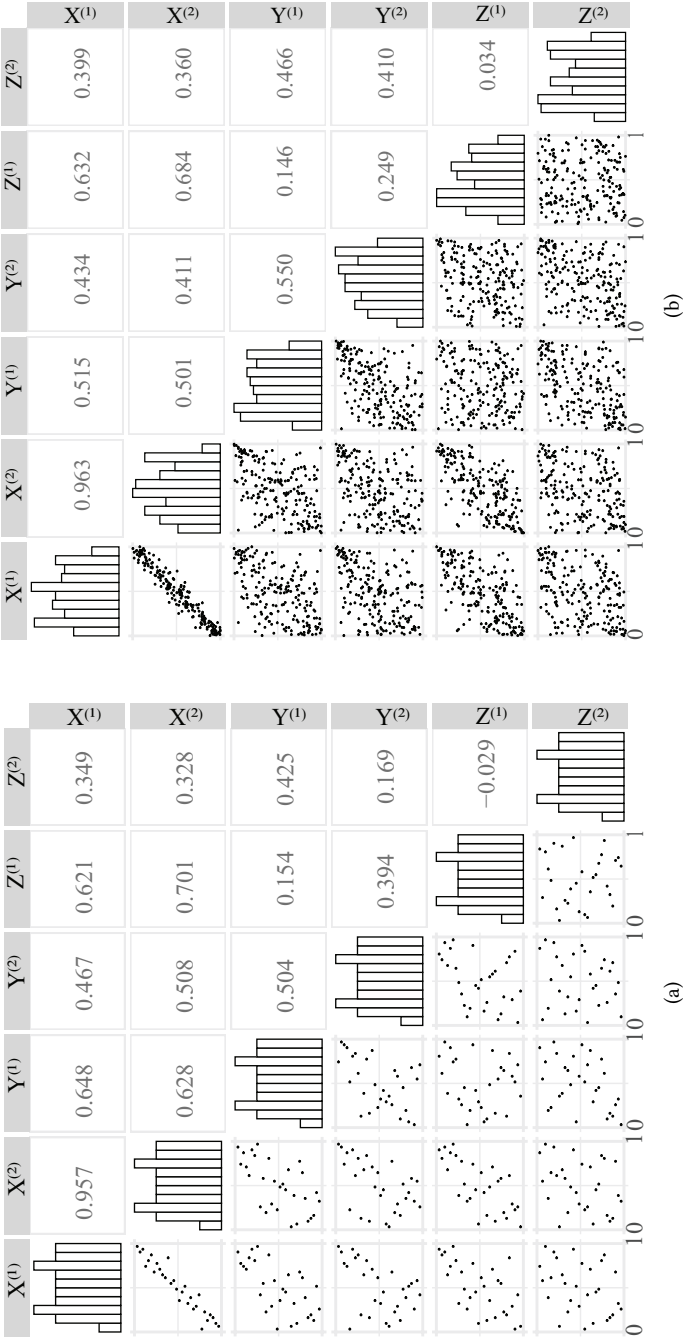 X⁽¹⁾ X⁽²⁾ Y⁽¹⁾ Y⁽²⁾ Z⁽¹⁾ Z⁽²⁾
0.957 0.648 0.467 0.621 0.349 X⁽¹⁾
0.628 0.508 0.701 0.328 X⁽²⁾
0.504 0.154 0.425 Y⁽¹⁾
0.394 0.169 Y⁽²⁾
−0.029 Z⁽¹⁾
Z⁽²⁾
0 1 0 1 0 1 0 1 0 1
(a)
X⁽¹⁾ X⁽²⁾ Y⁽¹⁾ Y⁽²⁾ Z⁽¹⁾ Z⁽²⁾
0.963 0.515 0.434 0.632 0.399 X⁽¹⁾
0.501 0.411 0.684 0.360 X⁽²⁾
0.550 0.146 0.466 Y⁽¹⁾
0.249 0.410 Y⁽²⁾
0.034 Z⁽¹⁾
Z⁽²⁾
0 1 0 1 0 1 0 1 0 1
(b)